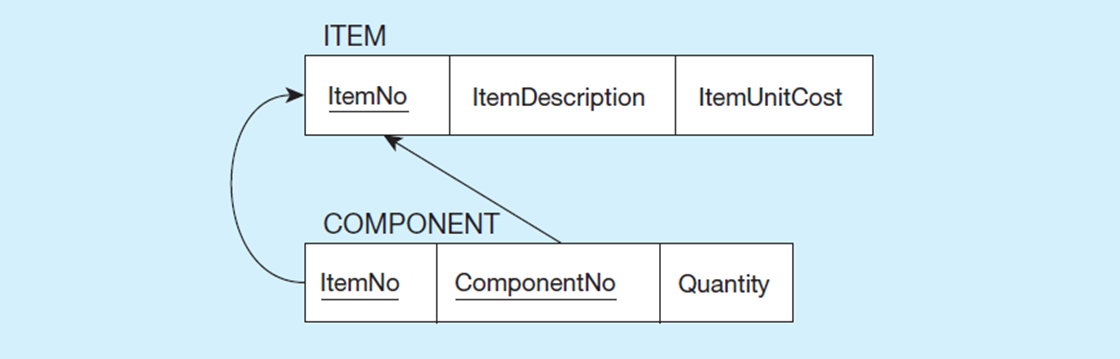 ITEM
ItemNo ItemDescription ItemUnitCost
COMPONENT
ItemNo ComponentNo Quantity